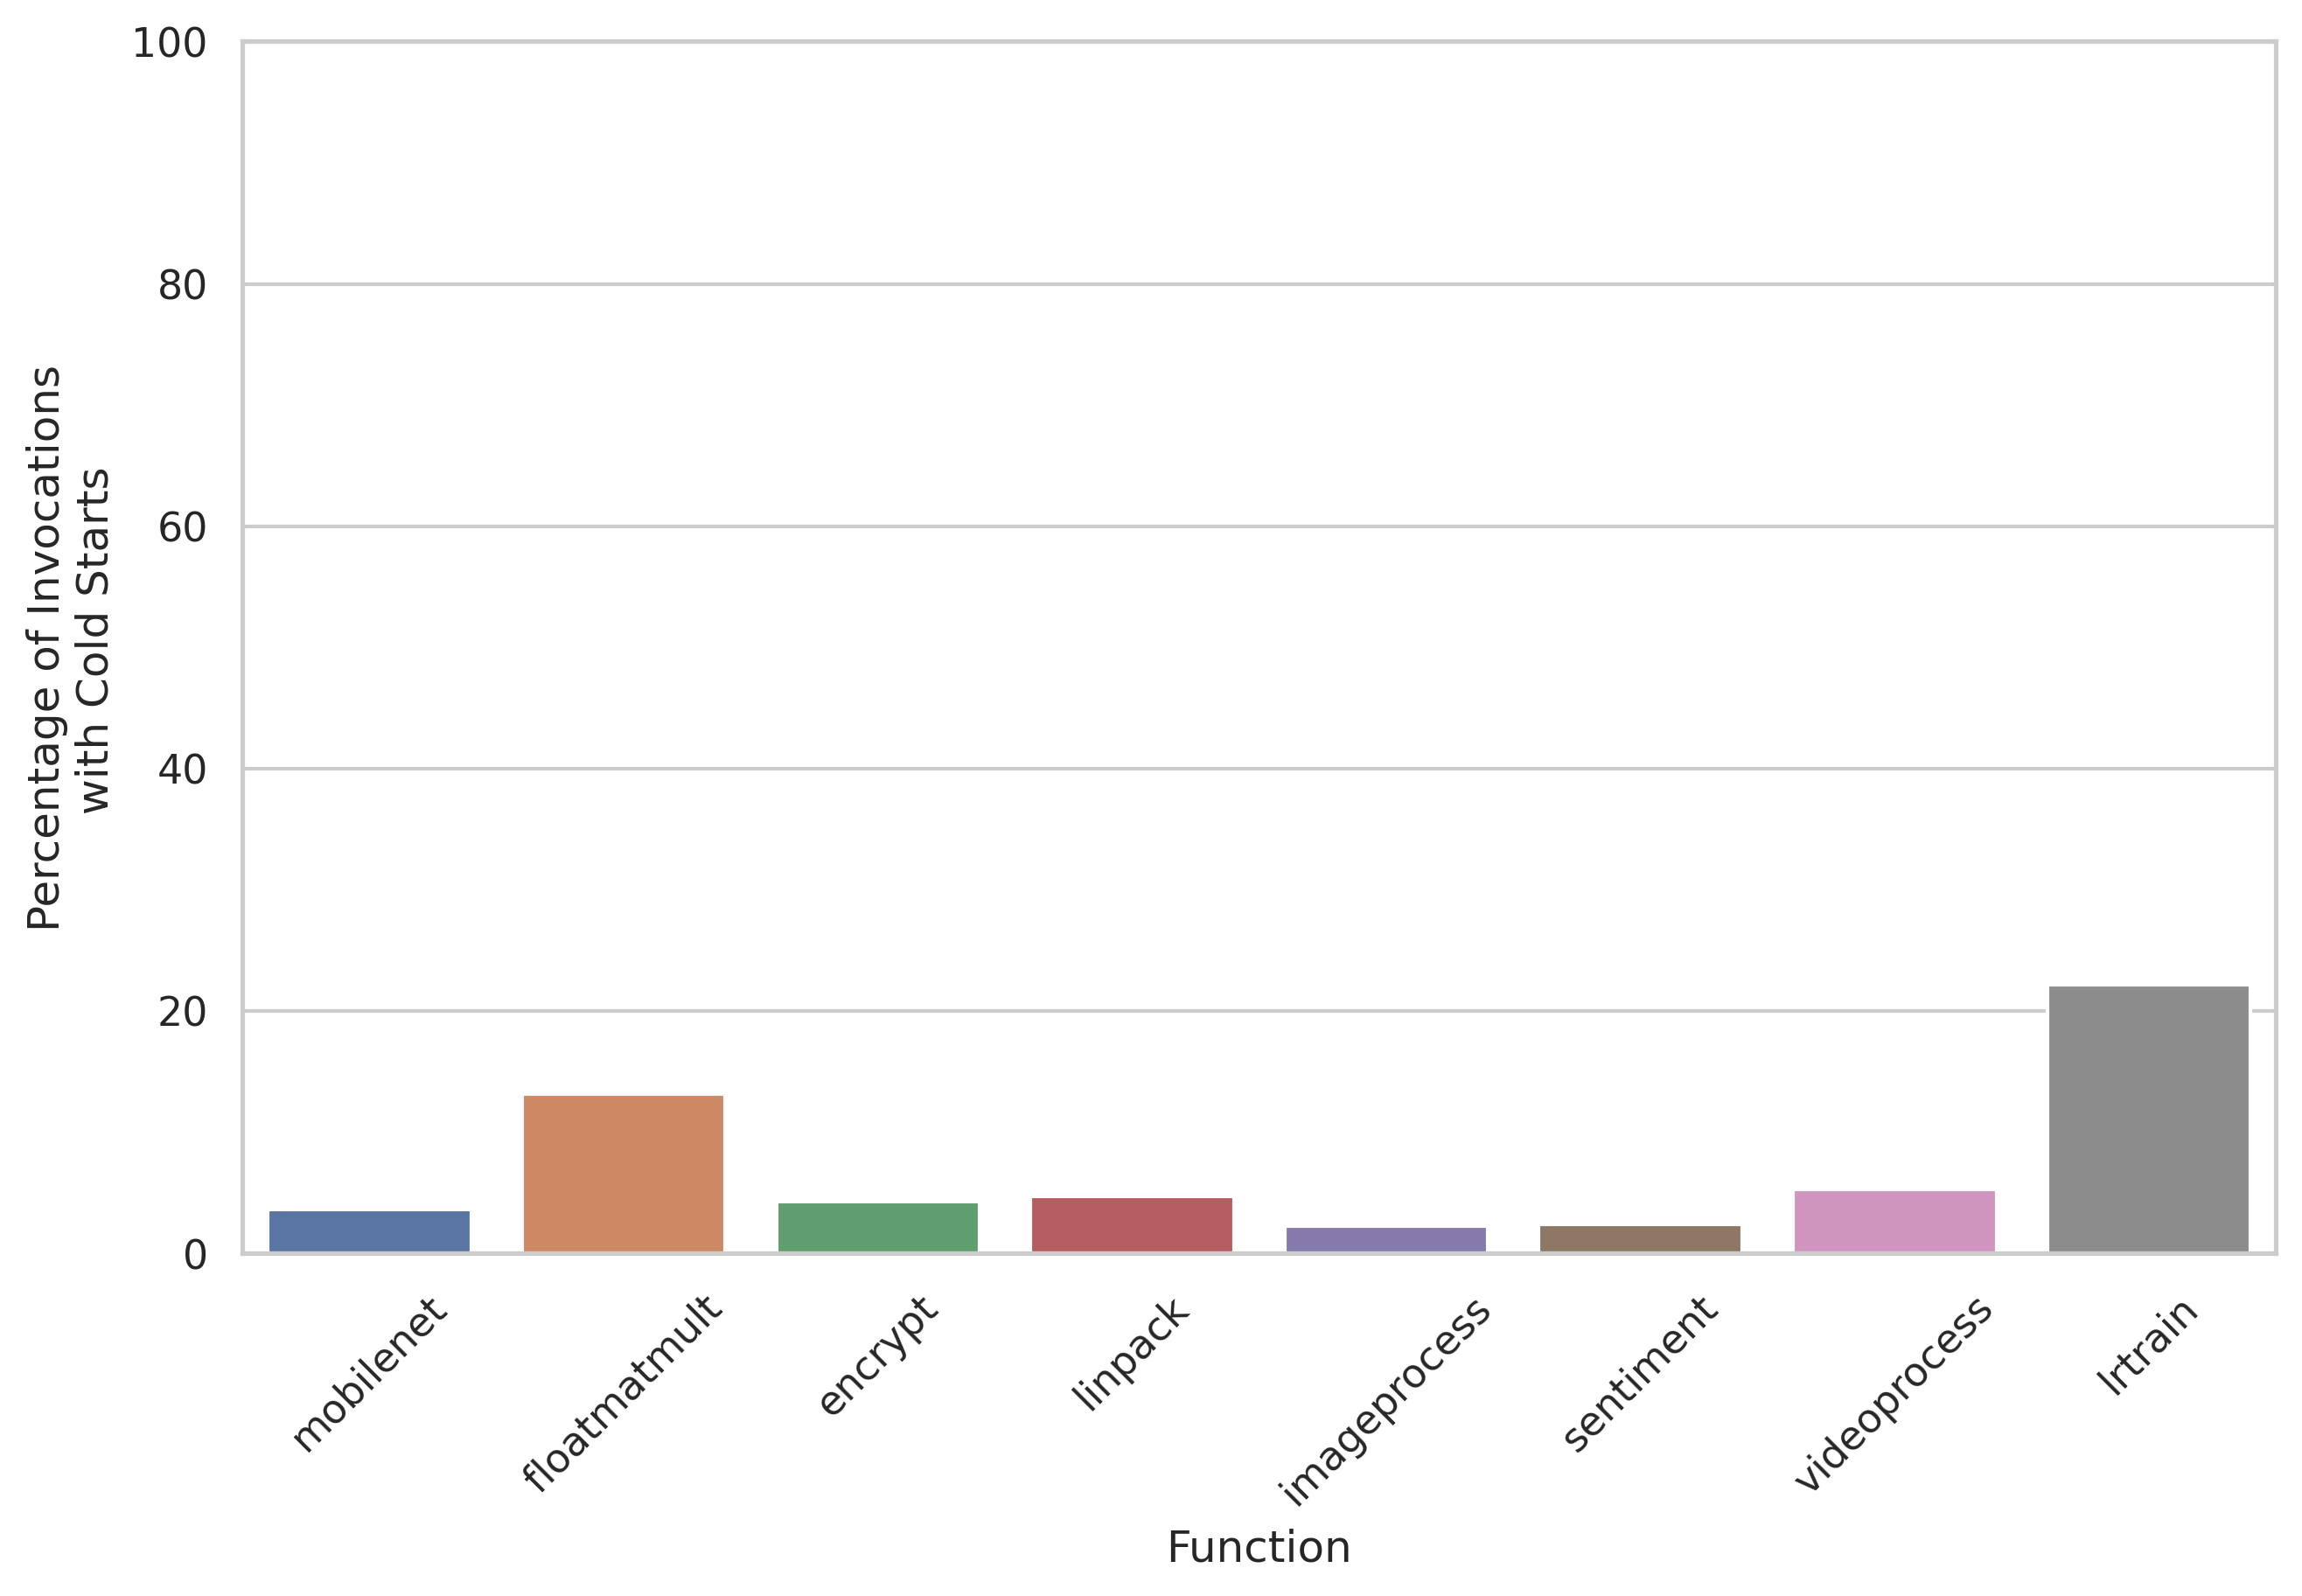 Percentage of Invocations
with Cold Starts
100
80
60
40
20
0
mobilenet
floatmatmult
encrypt
linpack
imageprocess
sentiment
videoprocess
lrtrain
Function